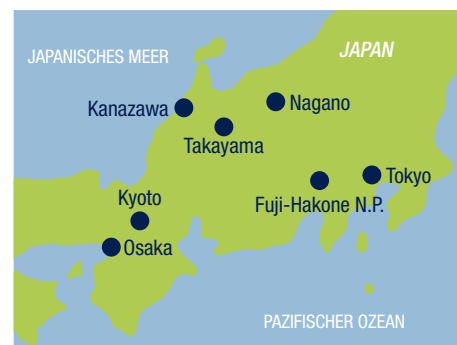 JAPANISCHES MEER
JAPAN
Kanazawa
Nagano
Takayama
Tokyo
Kyoto
Fuji-Hakone N.P.
Osaka
PAZIFISCHER OZEAN